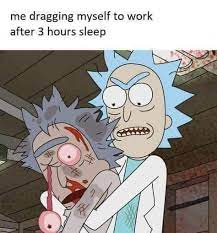 me dragging myself to work
after 3 hours sleep